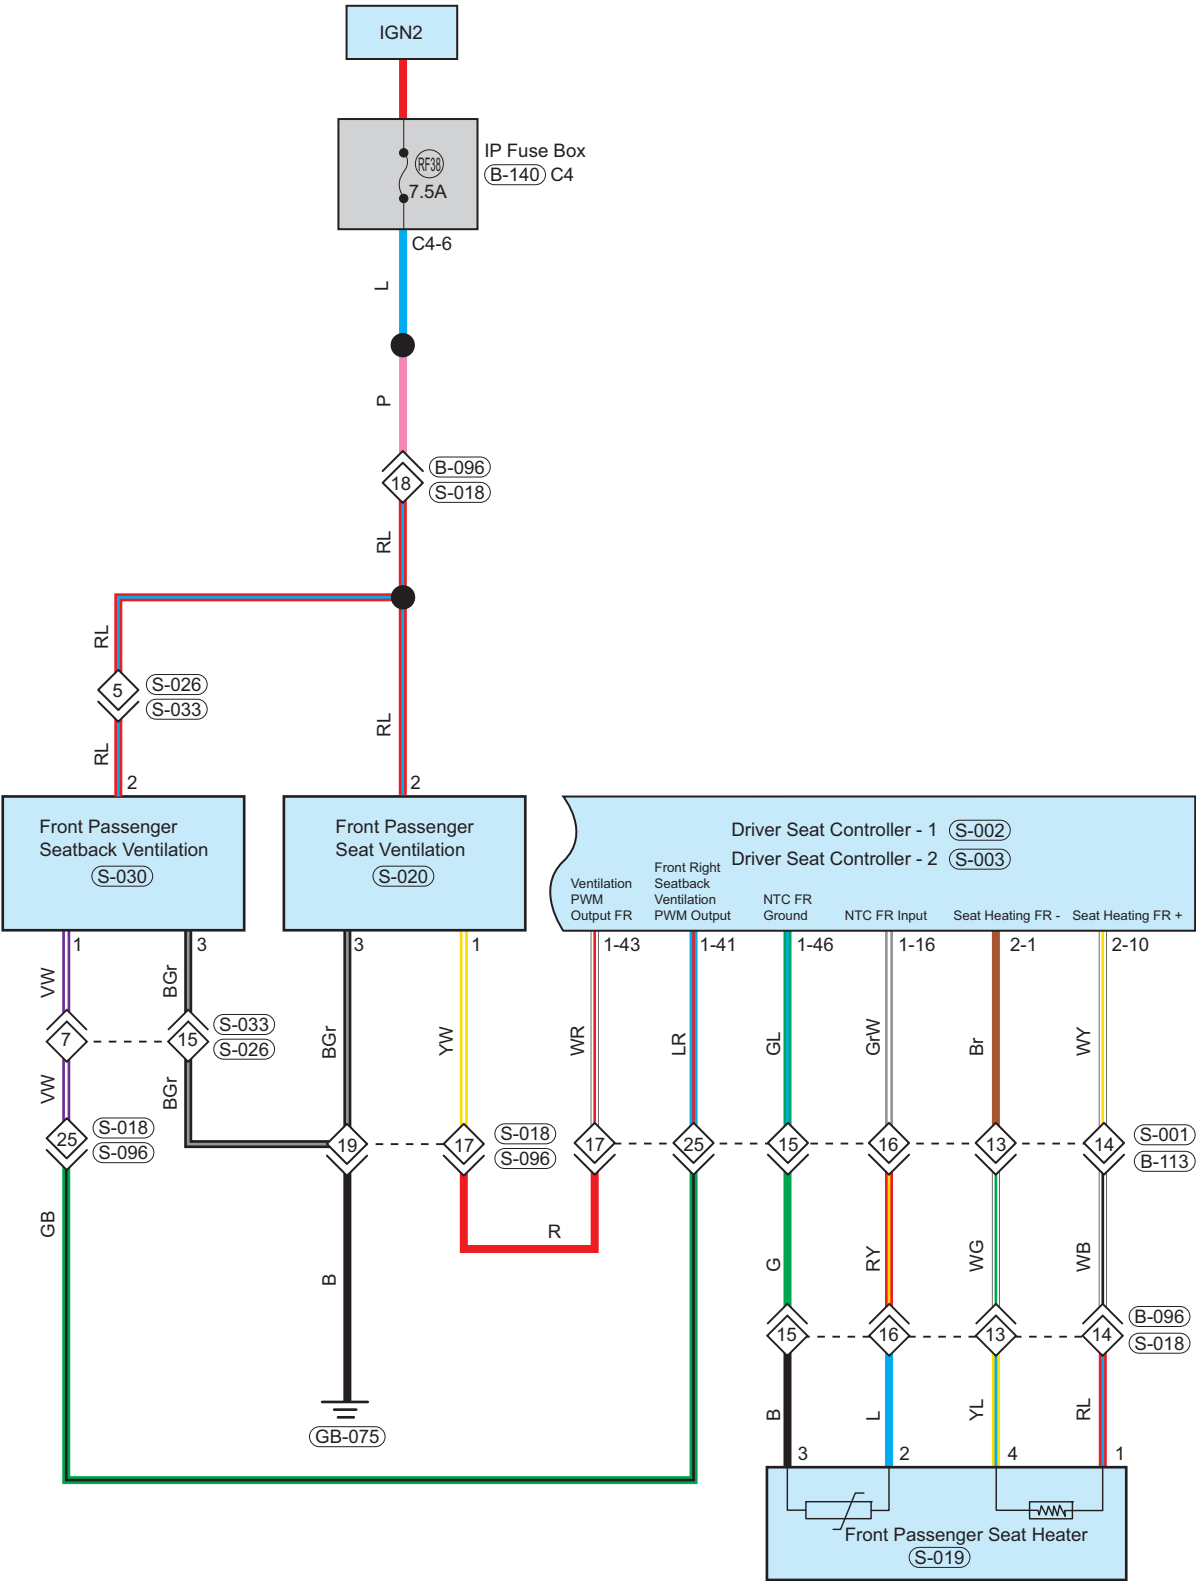 IGN2
RF38
7.5A
IP Fuse Box
B-140 C4
C4-6
L
P
18
B-096
S-018
RL
RL
5
S-026
S-033
RL
RL
2
2
Front Passenger
Seatback Ventilation
S-030
Front Passenger
Seat Ventilation
S-020
Driver Seat Controller - 1 S-002
Driver Seat Controller - 2 S-003
Ventilation
PWM
Output FR
Front Right
Seatback
Ventilation
PWM Output
NTC FR
Ground
NTC FR Input
Seat Heating FR -
Seat Heating FR +
1
3
3
1
1-43
1-41
1-46
1-16
2-1
2-10
VW
BGr
BGr
YW
WR
LR
GL
GrW
Br
WY
7
15
S-033
S-026
VW
BGr
25
S-018
S-096
19
17
S-018
S-096
17
25
15
16
13
14
S-001
B-113
GB
B
R
G
RY
WG
WB
15
16
13
14
B-096
S-018
GB-075
B
L
YL
RL
3
2
4
1
Front Passenger Seat Heater
S-019